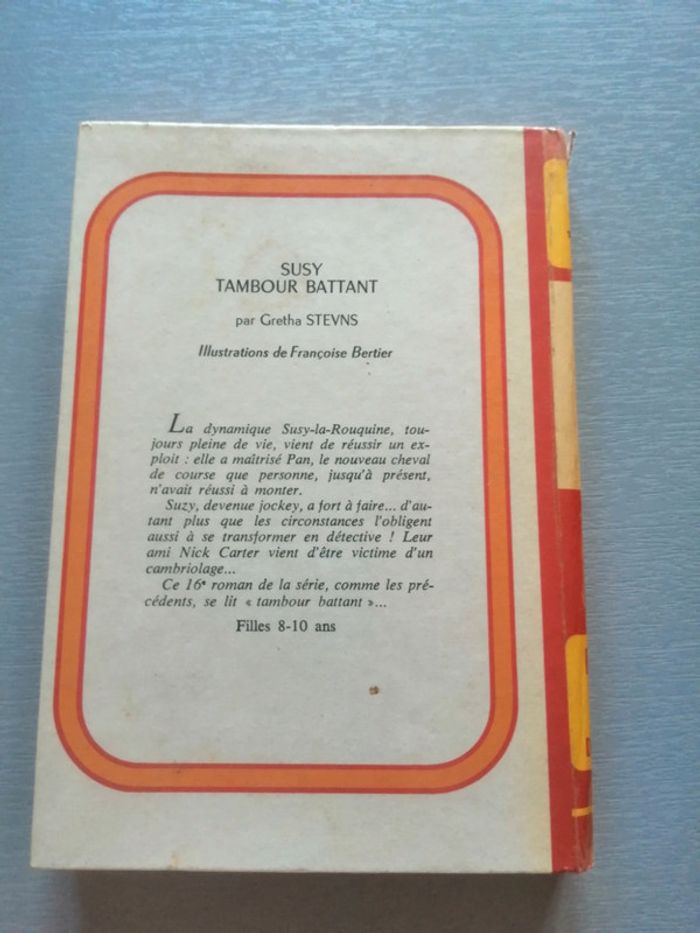 SUSY
TAMBOUR BATTANT
par Gretha STEVNS
Illustrations de Françoise Bertier
La dynamique Susy-la-Rouquine, tou-
jours pleine de vie, vient de réussir un ex-
ploit : elle a maîtrisé Pan, le nouveau cheval
de course que personne, jusqu'à présent,
n'avait réussi à monter.
Suzy, devenue jockey, a fort à faire... d'au-
tant plus que les circonstances l'obligent
aussi à se transformer en détective ! Leur
ami Nick Carter vient d'être victime d'un
cambriolage...
Ce 16e roman de la série, comme les pré-
cédents, se lit « tambour battant »...
Filles 8-10 ans